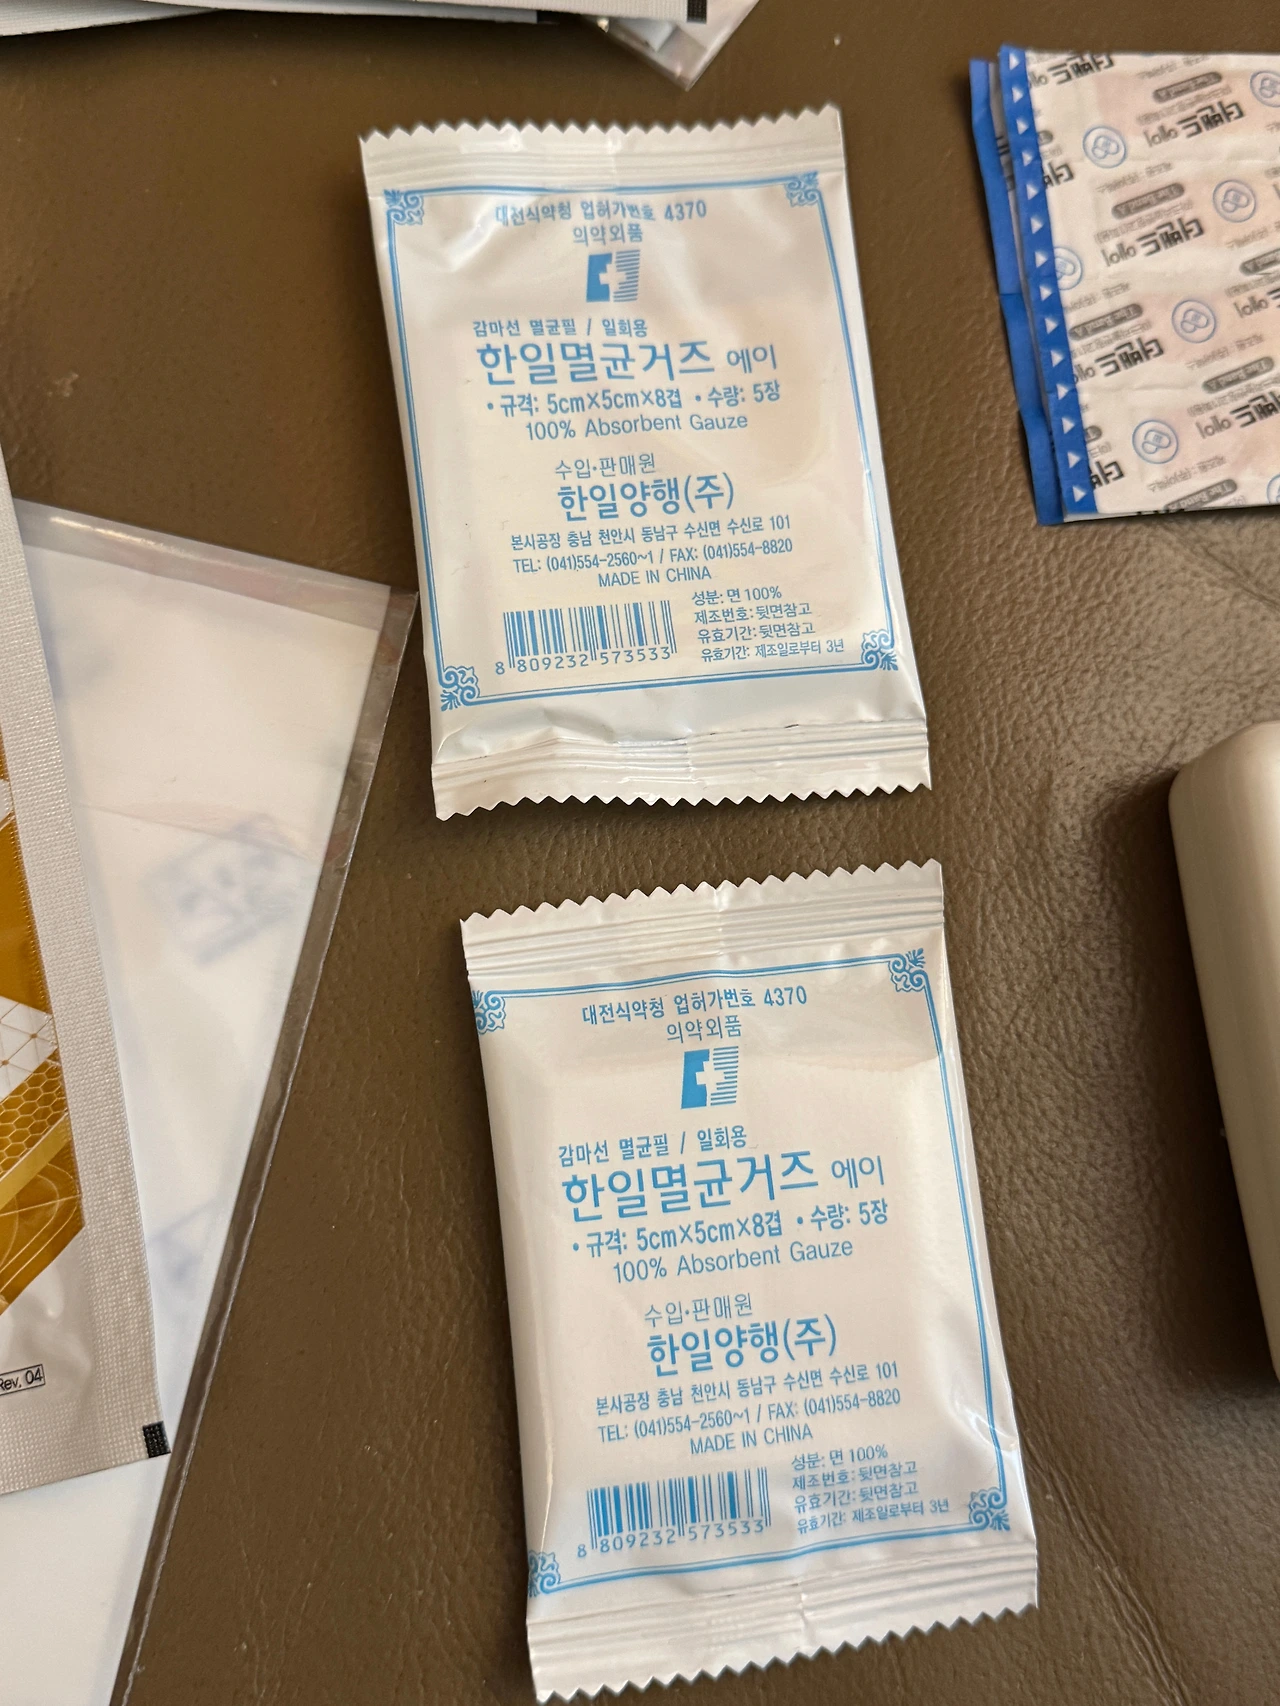 대전식약청 업허가번호 4370
의약외품
감마선 멸균필 / 일회용
한일멸균거즈 에이
• 규격: 5cm×5cm×8겹 • 수량: 5장
100% Absorbent Gauze
수입·판매원
한일양행(주)
본사공장 충남 천안시 동남구 수신면 수신로 101
TEL: (041)554-2560~1 / FAX: (041)554-8820
MADE IN CHINA
성분: 면 100%
제조번호: 뒷면참고
유효기간: 뒷면참고
유효기간: 제조일로부터 3년
8 809232 573533
대전식약청 업허가번호 4370
의약외품
감마선 멸균필 / 일회용
한일멸균거즈 에이
• 규격: 5cm×5cm×8겹 • 수량: 5장
100% Absorbent Gauze
수입·판매원
한일양행(주)
본사공장 충남 천안시 동남구 수신면 수신로 101
TEL: (041)554-2560~1 / FAX: (041)554-8820
MADE IN CHINA
성분: 면 100%
제조번호: 뒷면참고
유효기간: 뒷면참고
유효기간: 제조일로부터 3년
8 809232 573533
Rev, 04